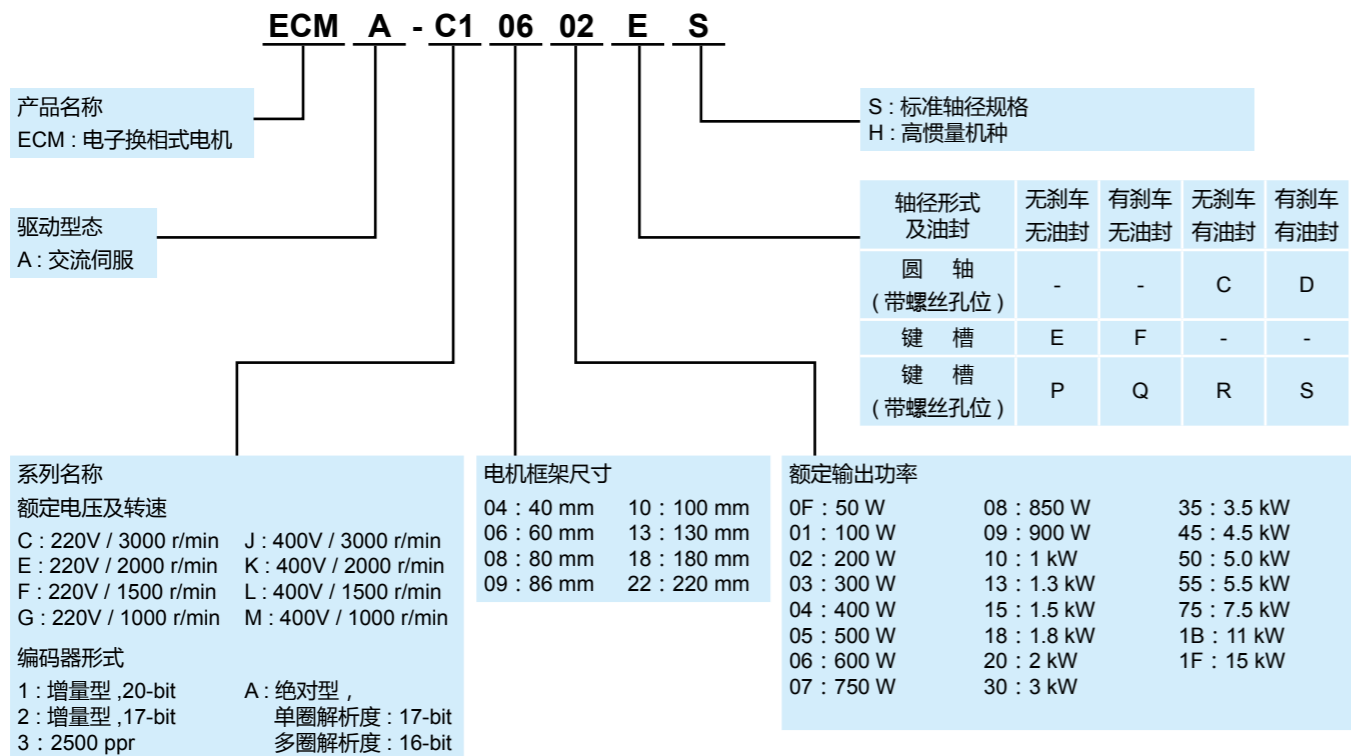 ECM A - C1 06 02 E S
产品名称
ECM : 电子换相式电机
驱动型态
A : 交流伺服
S : 标准轴径规格
H : 高惯量机种
轴径形式 无刹车 有刹车 无刹车 有刹车
及油封 无油封 无油封 有油封 有油封
圆 轴
(带螺丝孔位) - - C D
键 槽 E F - -
键 槽
(带螺丝孔位) P Q R S
系列名称
额定电压及转速
C : 220V / 3000 r/min J : 400V / 3000 r/min
E : 220V / 2000 r/min K : 400V / 2000 r/min
F : 220V / 1500 r/min L : 400V / 1500 r/min
G : 220V / 1000 r/min M : 400V / 1000 r/min
编码器形式
1 : 增量型 ,20-bit A : 绝对型 ,
2 : 增量型 ,17-bit 单圈解析度 : 17-bit
3 : 2500 ppr 多圈解析度 : 16-bit
电机框架尺寸
04 : 40 mm 10 : 100 mm
06 : 60 mm 13 : 130 mm
08 : 80 mm 18 : 180 mm
09 : 86 mm 22 : 220 mm
额定输出功率
0F : 50 W 08 : 850 W 35 : 3.5 kW
01 : 100 W 09 : 900 W 45 : 4.5 kW
02 : 200 W 10 : 1 kW 50 : 5.0 kW
03 : 300 W 13 : 1.3 kW 55 : 5.5 kW
04 : 400 W 15 : 1.5 kW 75 : 7.5 kW
05 : 500 W 18 : 1.8 kW 1B : 11 kW
06 : 600 W 20 : 2 kW 1F : 15 kW
07 : 750 W 30 : 3 kW